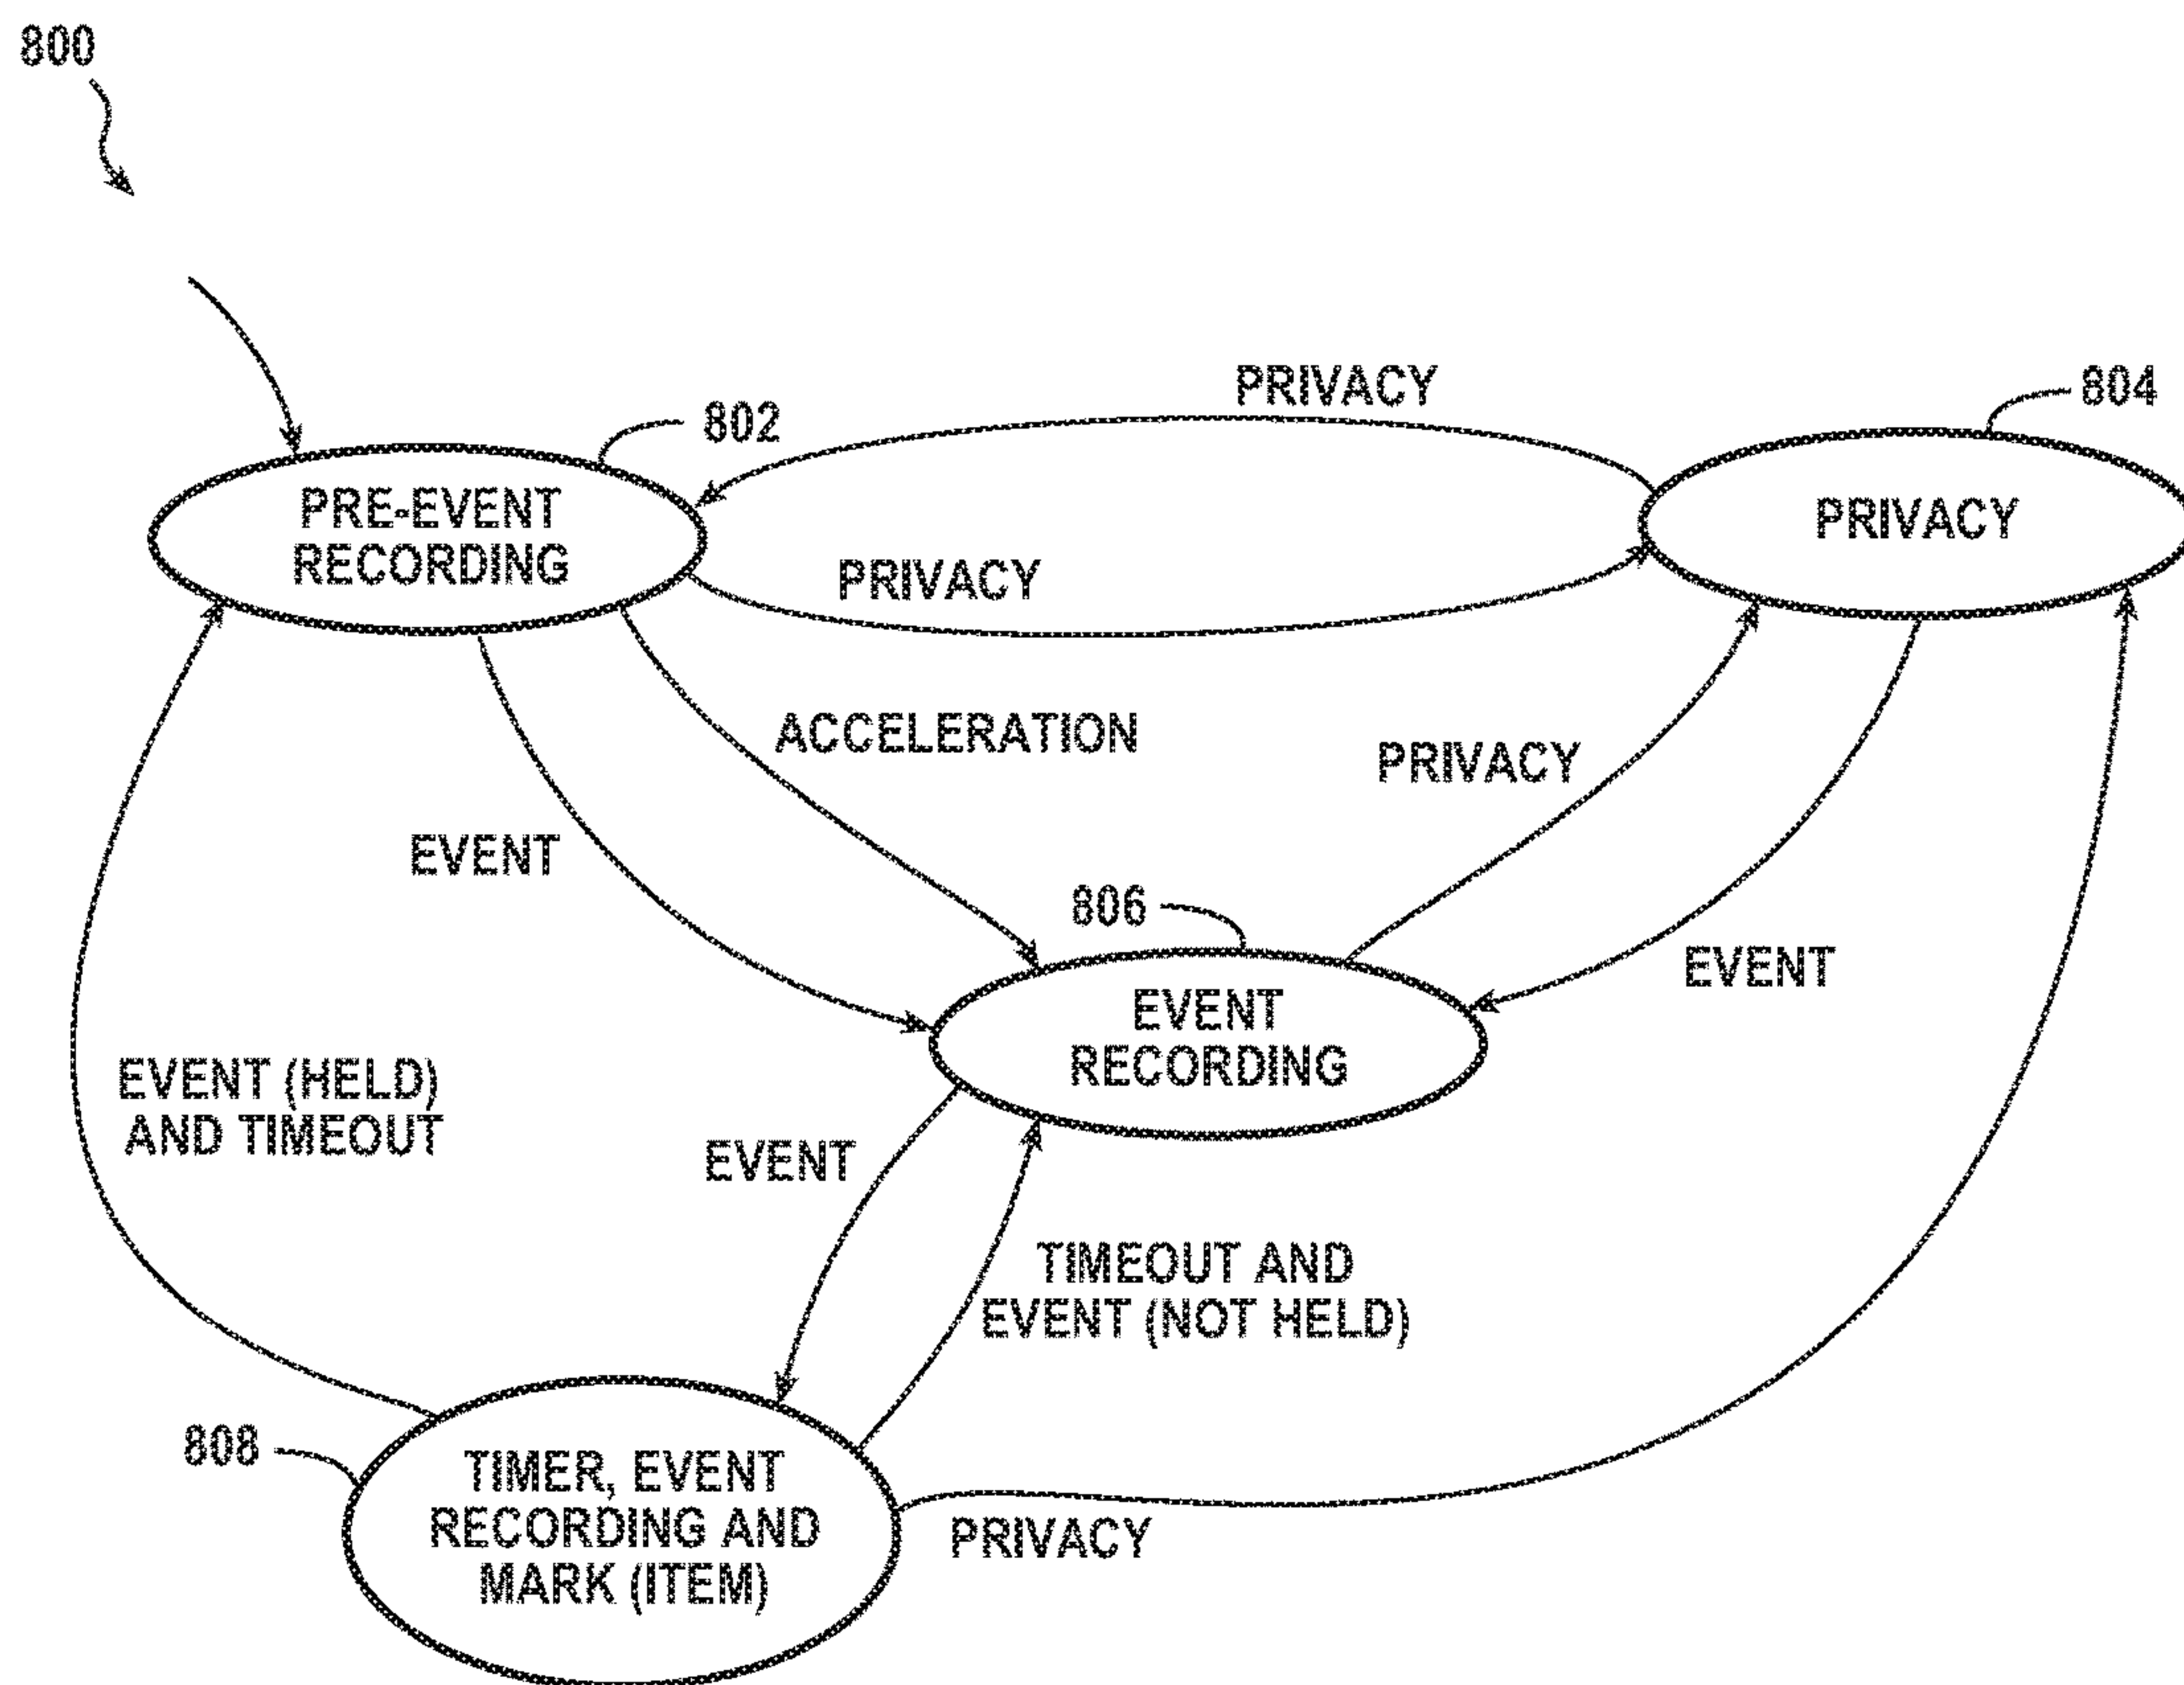 800
PRIVACY
804
802
PRE-EVENT
RECORDING
PRIVACY
PRIVACY
ACCELERATION
PRIVACY
EVENT
806
EVENT
EVENT
RECORDING
EVENT (HELD)
AND TIMEOUT
EVENT
TIMEOUT AND
EVENT (NOT HELD)
808
TIMER, EVENT
RECORDING AND
MARK (ITEM)
PRIVACY